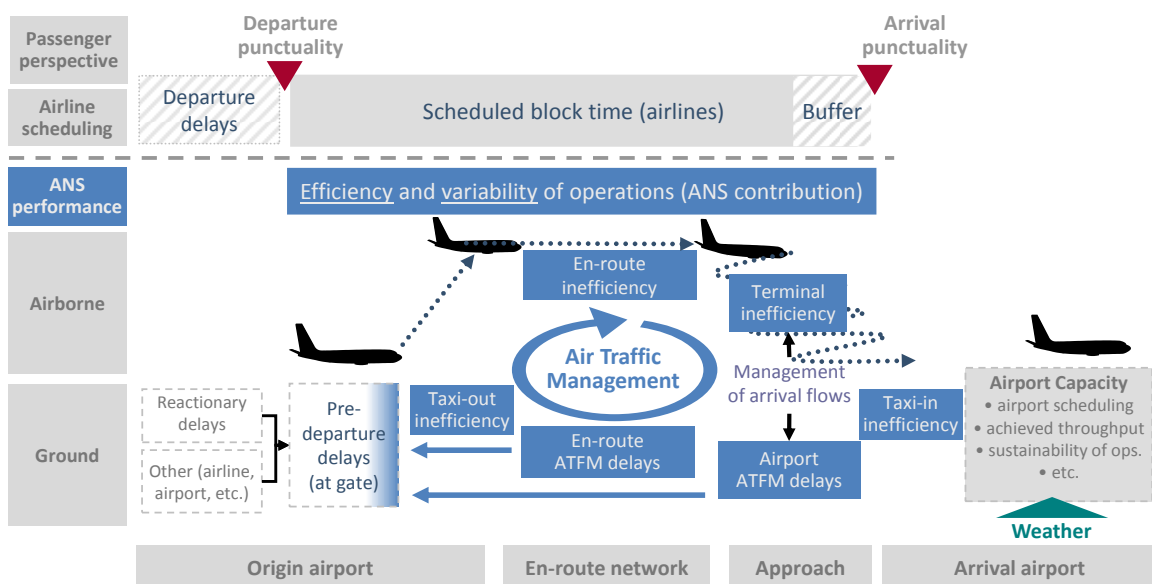 Passenger
perspective
Departure
punctuality
Arrival
punctuality
Airline
scheduling
Departure
delays
Scheduled block time (airlines)
Buffer
ANS
performance
Efficiency and variability of operations (ANS contribution)
Airborne
En-route
inefficiency
Terminal
inefficiency
Air Traffic
Management
Management
of arrival flows
Ground
Reactionary
delays
Other (airline,
airport, etc.)
Pre-
departure
delays
(at gate)
Taxi-out
inefficiency
En-route
ATFM delays
Airport
ATFM delays
Taxi-in
inefficiency
Airport Capacity
• airport scheduling
• achieved throughput
• sustainability of ops.
• etc.
Weather
Origin airport
En-route network
Approach
Arrival airport